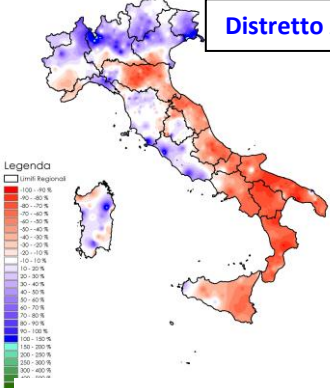 Distretto
Legenda
Limiti Regionali
-100 - -90 %
-90 - -80 %
-80 - -70 %
-70 - -60 %
-60 - -50 %
-50 - -40 %
-40 - -30 %
-30 - -20 %
-20 - -10 %
-10 - 10 %
10 - 20 %
20 - 30 %
30 - 40 %
40 - 50 %
50 - 60 %
60 - 70 %
70 - 80 %
80 - 90 %
90 - 100 %
100 - 150 %
150 - 200 %
200 - 250 %
250 - 300 %
300 - 400 %